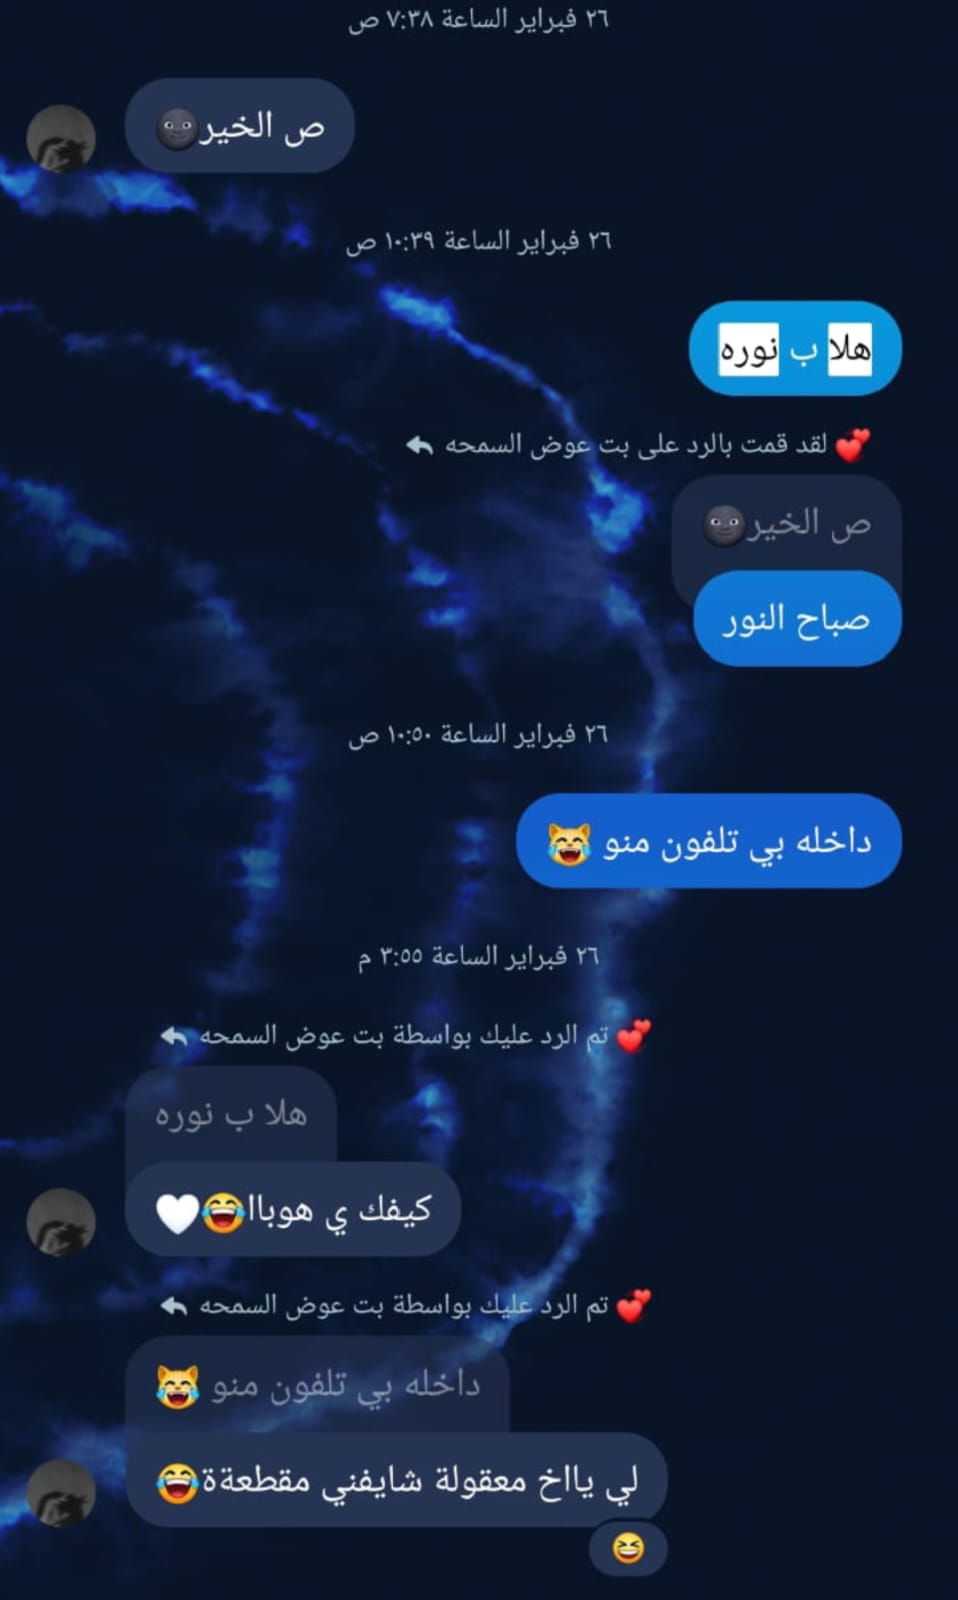 ٢٦ فبراير الساعة ٧:٣٨ ص
ص الخير🌚
٢٦ فبراير الساعة ١٠:٣٩ ص
هلا ب نوره
💕 لقد قمت بالرد على بت عوض السمحه
ص الخير🌚
صباح النور
٢٦ فبراير الساعة ١٠:٥٠ ص
داخله بي تلفون منو 😹
٢٦ فبراير الساعة ٣:٥٥ م
💕 تم الرد عليك بواسطة بت عوض السمحه
هلا ب نوره
كيفك ي هوباا😂🤍
💕 تم الرد عليك بواسطة بت عوض السمحه
داخله بي تلفون منو 😹
لي يااخ معقولة شايفني مقطعةة😂
😆